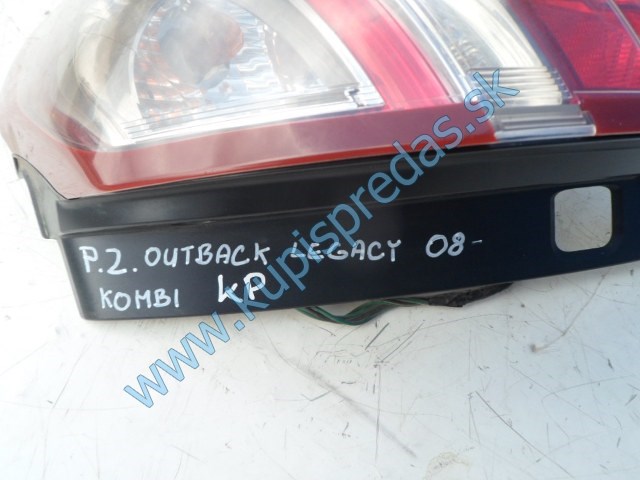 P.Z. OUTBACK LEGACY 08-
KOMBI KP
www.kupispredas.sk